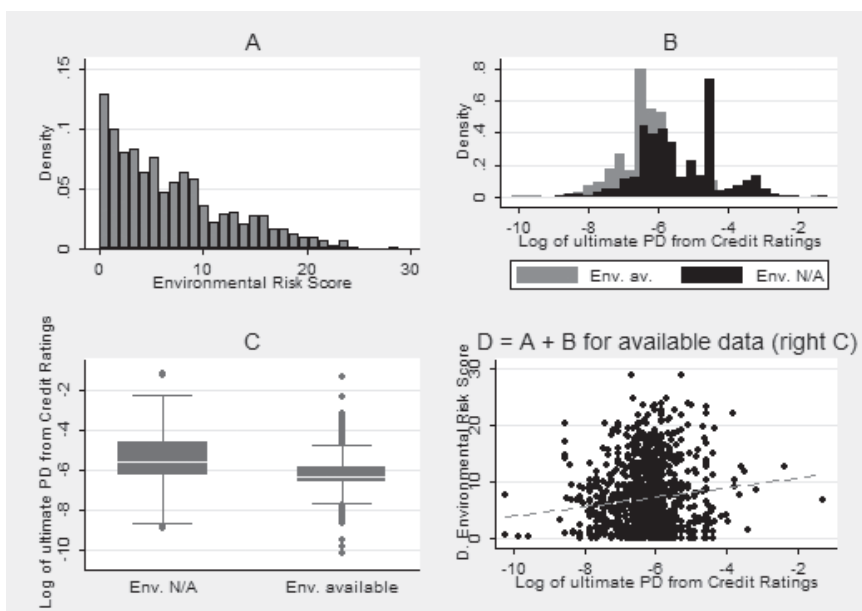 A
Density
.15
.1
.05
0
0 10 20 30
Environmental Risk Score
B
Density
.8
.6
.4
.2
0
-10 -8 -6 -4 -2
Log of ultimate PD from Credit Ratings
Env. av. Env. N/A
C
Log of ultimate PD from Credit Ratings
-2
-4
-6
-8
-10
Env. N/A Env. available
D = A + B for available data (right C)
D. Environmental Risk Score
30
20
10
0
-10 -8 -6 -4 -2
Log of ultimate PD from Credit Ratings